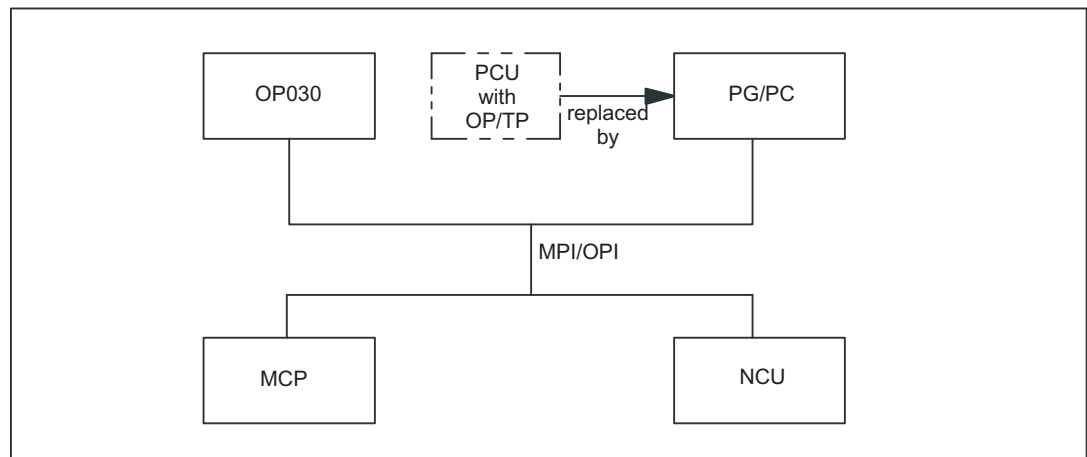 OP030
PCU
with
OP/TP
replaced
by
PG/PC
MPI/OPI
MCP
NCU